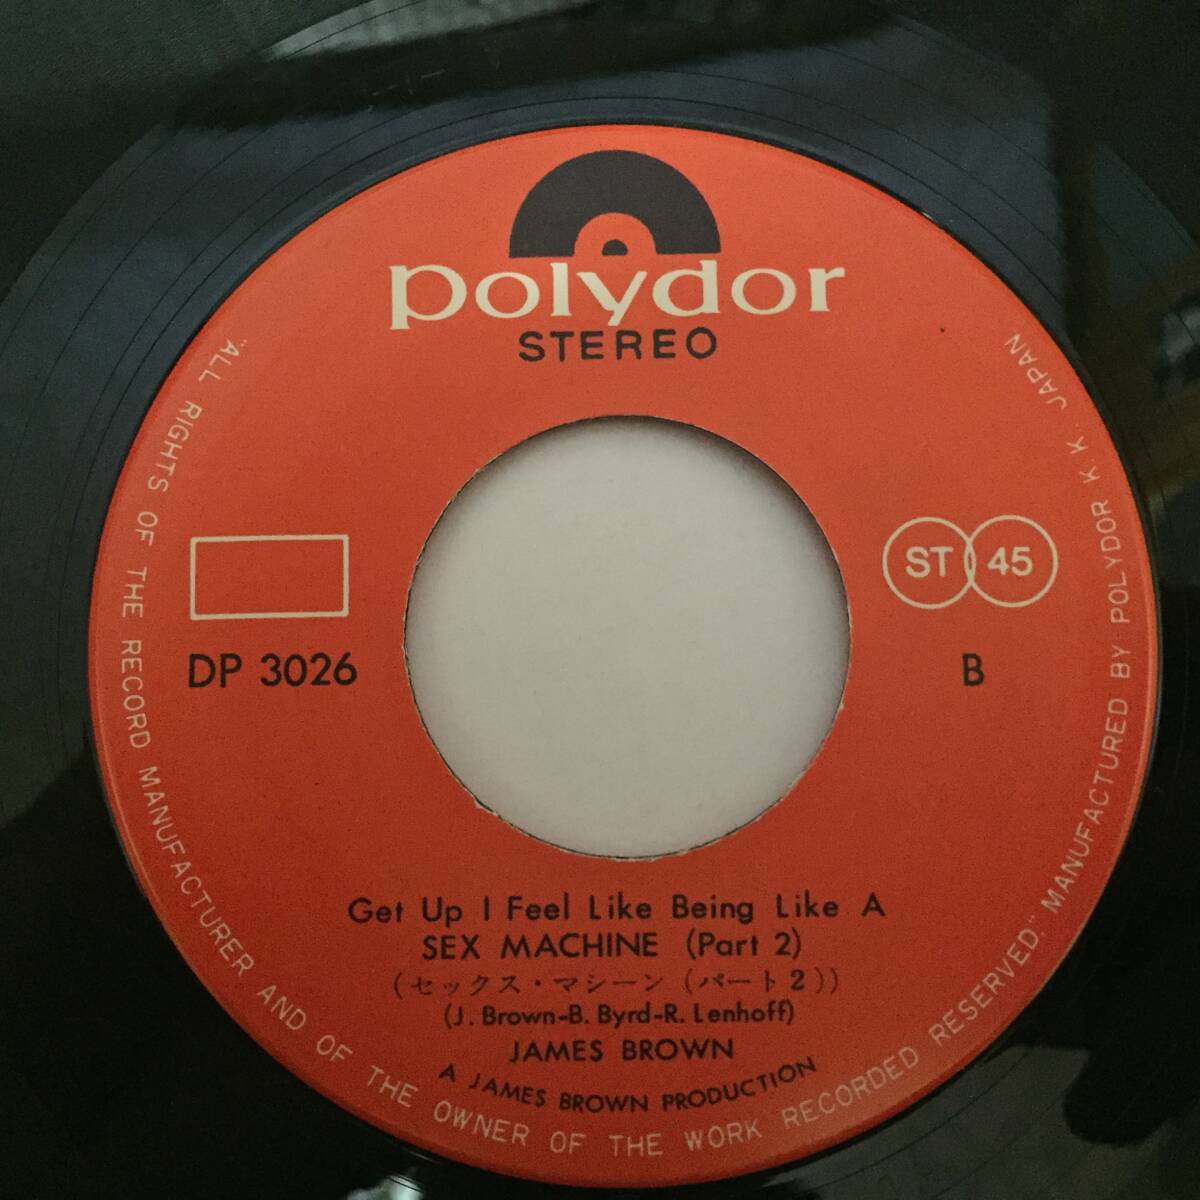 polydor
STEREO
ST 45
DP 3026
B
Get Up I Feel Like Being Like A
SEX MACHINE (Part 2)
(セックス・マシーン (パート2))
(J. Brown-B. Byrd-R. Lenhoff)
JAMES BROWN
A JAMES BROWN PRODUCTION
"ALL RIGHTS OF THE RECORD MANUFACTURER AND OF THE OWNER OF THE WORK RECORDED RESERVED." MANUFACTURED BY POLYDOR K K. JAPAN